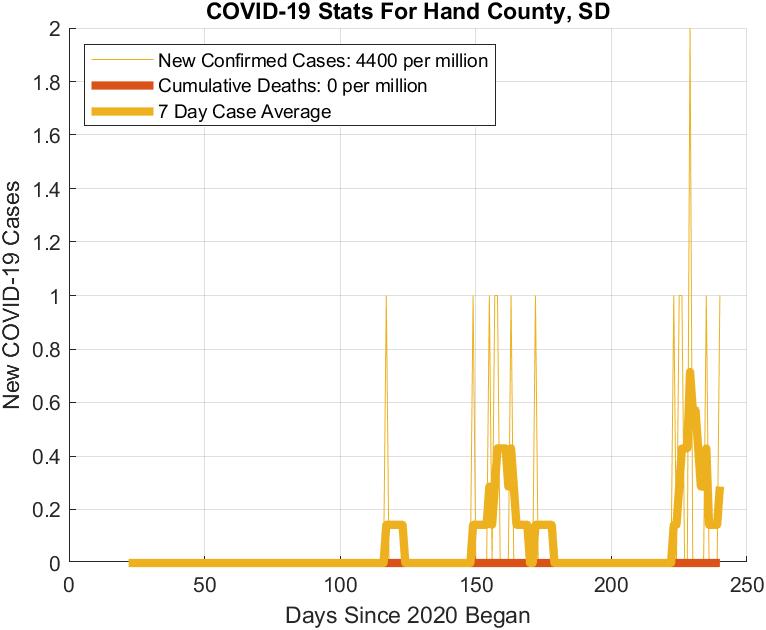 COVID-19 Stats For Hand County, SD
New Confirmed Cases: 4400 per million
Cumulative Deaths: 0 per million
7 Day Case Average
New COVID-19 Cases
2
1.8
1.6
1.4
1.2
1
0.8
0.6
0.4
0.2
0
0 50 100 150 200 250
Days Since 2020 Began